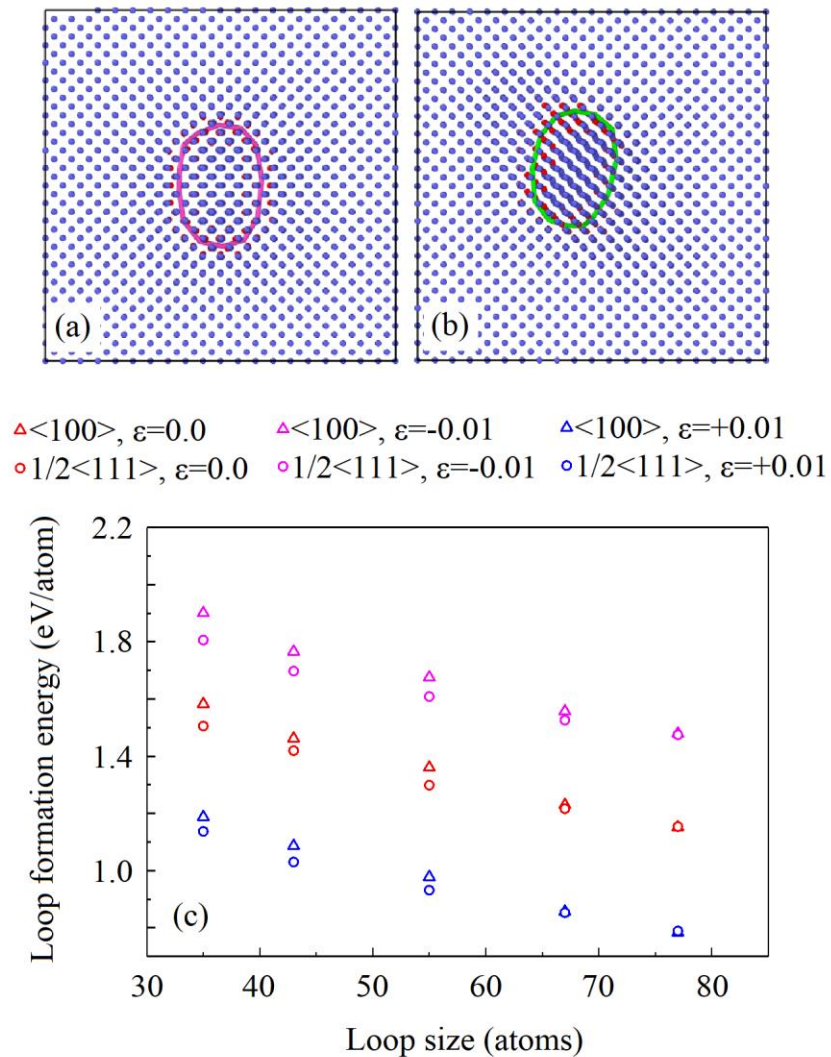 (a)
(b)
<100>, ε=0.0
<100>, ε=-0.01
<100>, ε=+0.01
1/2<111>, ε=0.0
1/2<111>, ε=-0.01
1/2<111>, ε=+0.01
2.2
1.8
1.4
1.0
Loop formation energy (eV/atom)
(c)
30 40 50 60 70 80
Loop size (atoms)